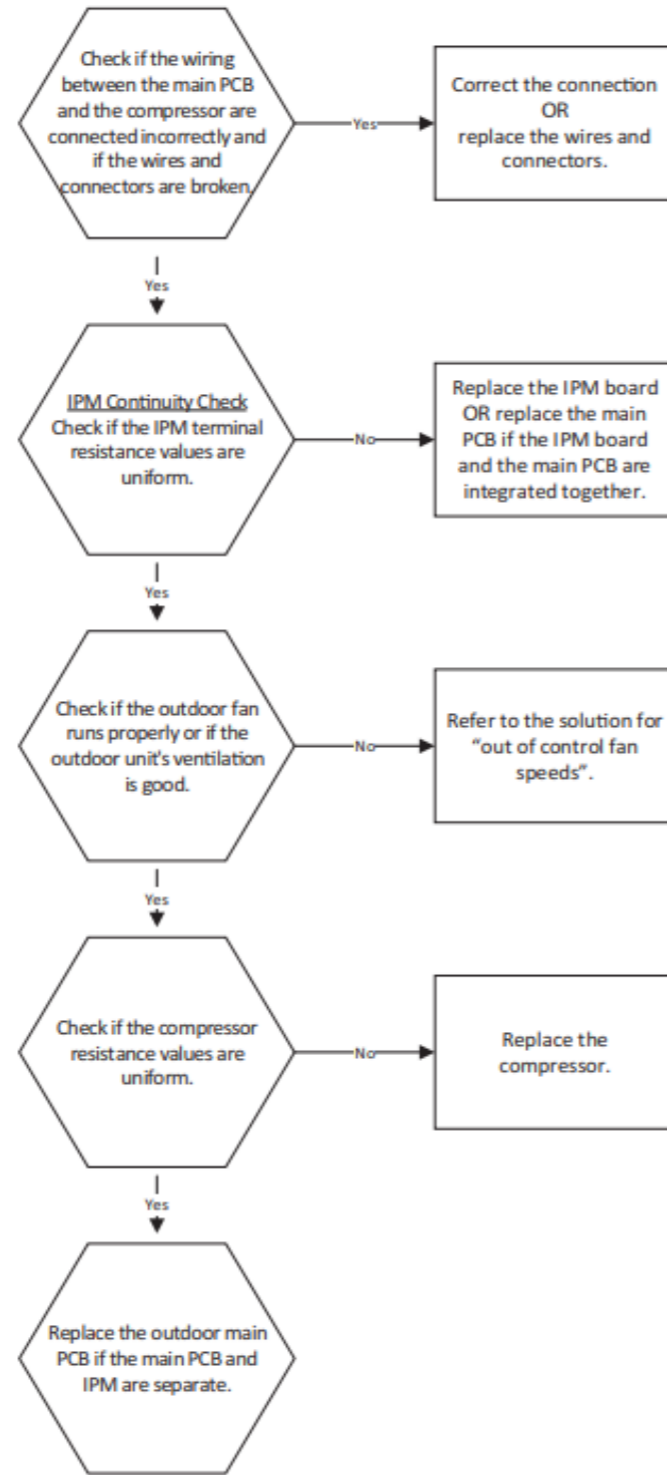 Check if the wiring
between the main PCB
and the compressor are
connected incorrectly and
if the wires and
connectors are broken.
Yes
Correct the connection
OR
replace the wires and
connectors.
Yes
IPM Continuity Check
Check if the IPM terminal
resistance values are
uniform.
No
Replace the IPM board
OR replace the main
PCB if the IPM board
and the main PCB are
integrated together.
Yes
Check if the outdoor fan
runs properly or if the
outdoor unit's ventilation
is good.
No
Refer to the solution for
“out of control fan
speeds”.
Yes
Check if the compressor
resistance values are
uniform.
No
Replace the
compressor.
Yes
Replace the outdoor main
PCB if the main PCB and
IPM are separate.